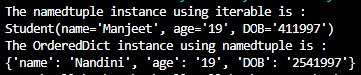 The namedtuple instance using iterable is :
Student(name='Manjeet', age='19', DOB='411997')
The OrderedDict instance using namedtuple is :
{'name': 'Nandini', 'age': '19', 'DOB': '2541997'}